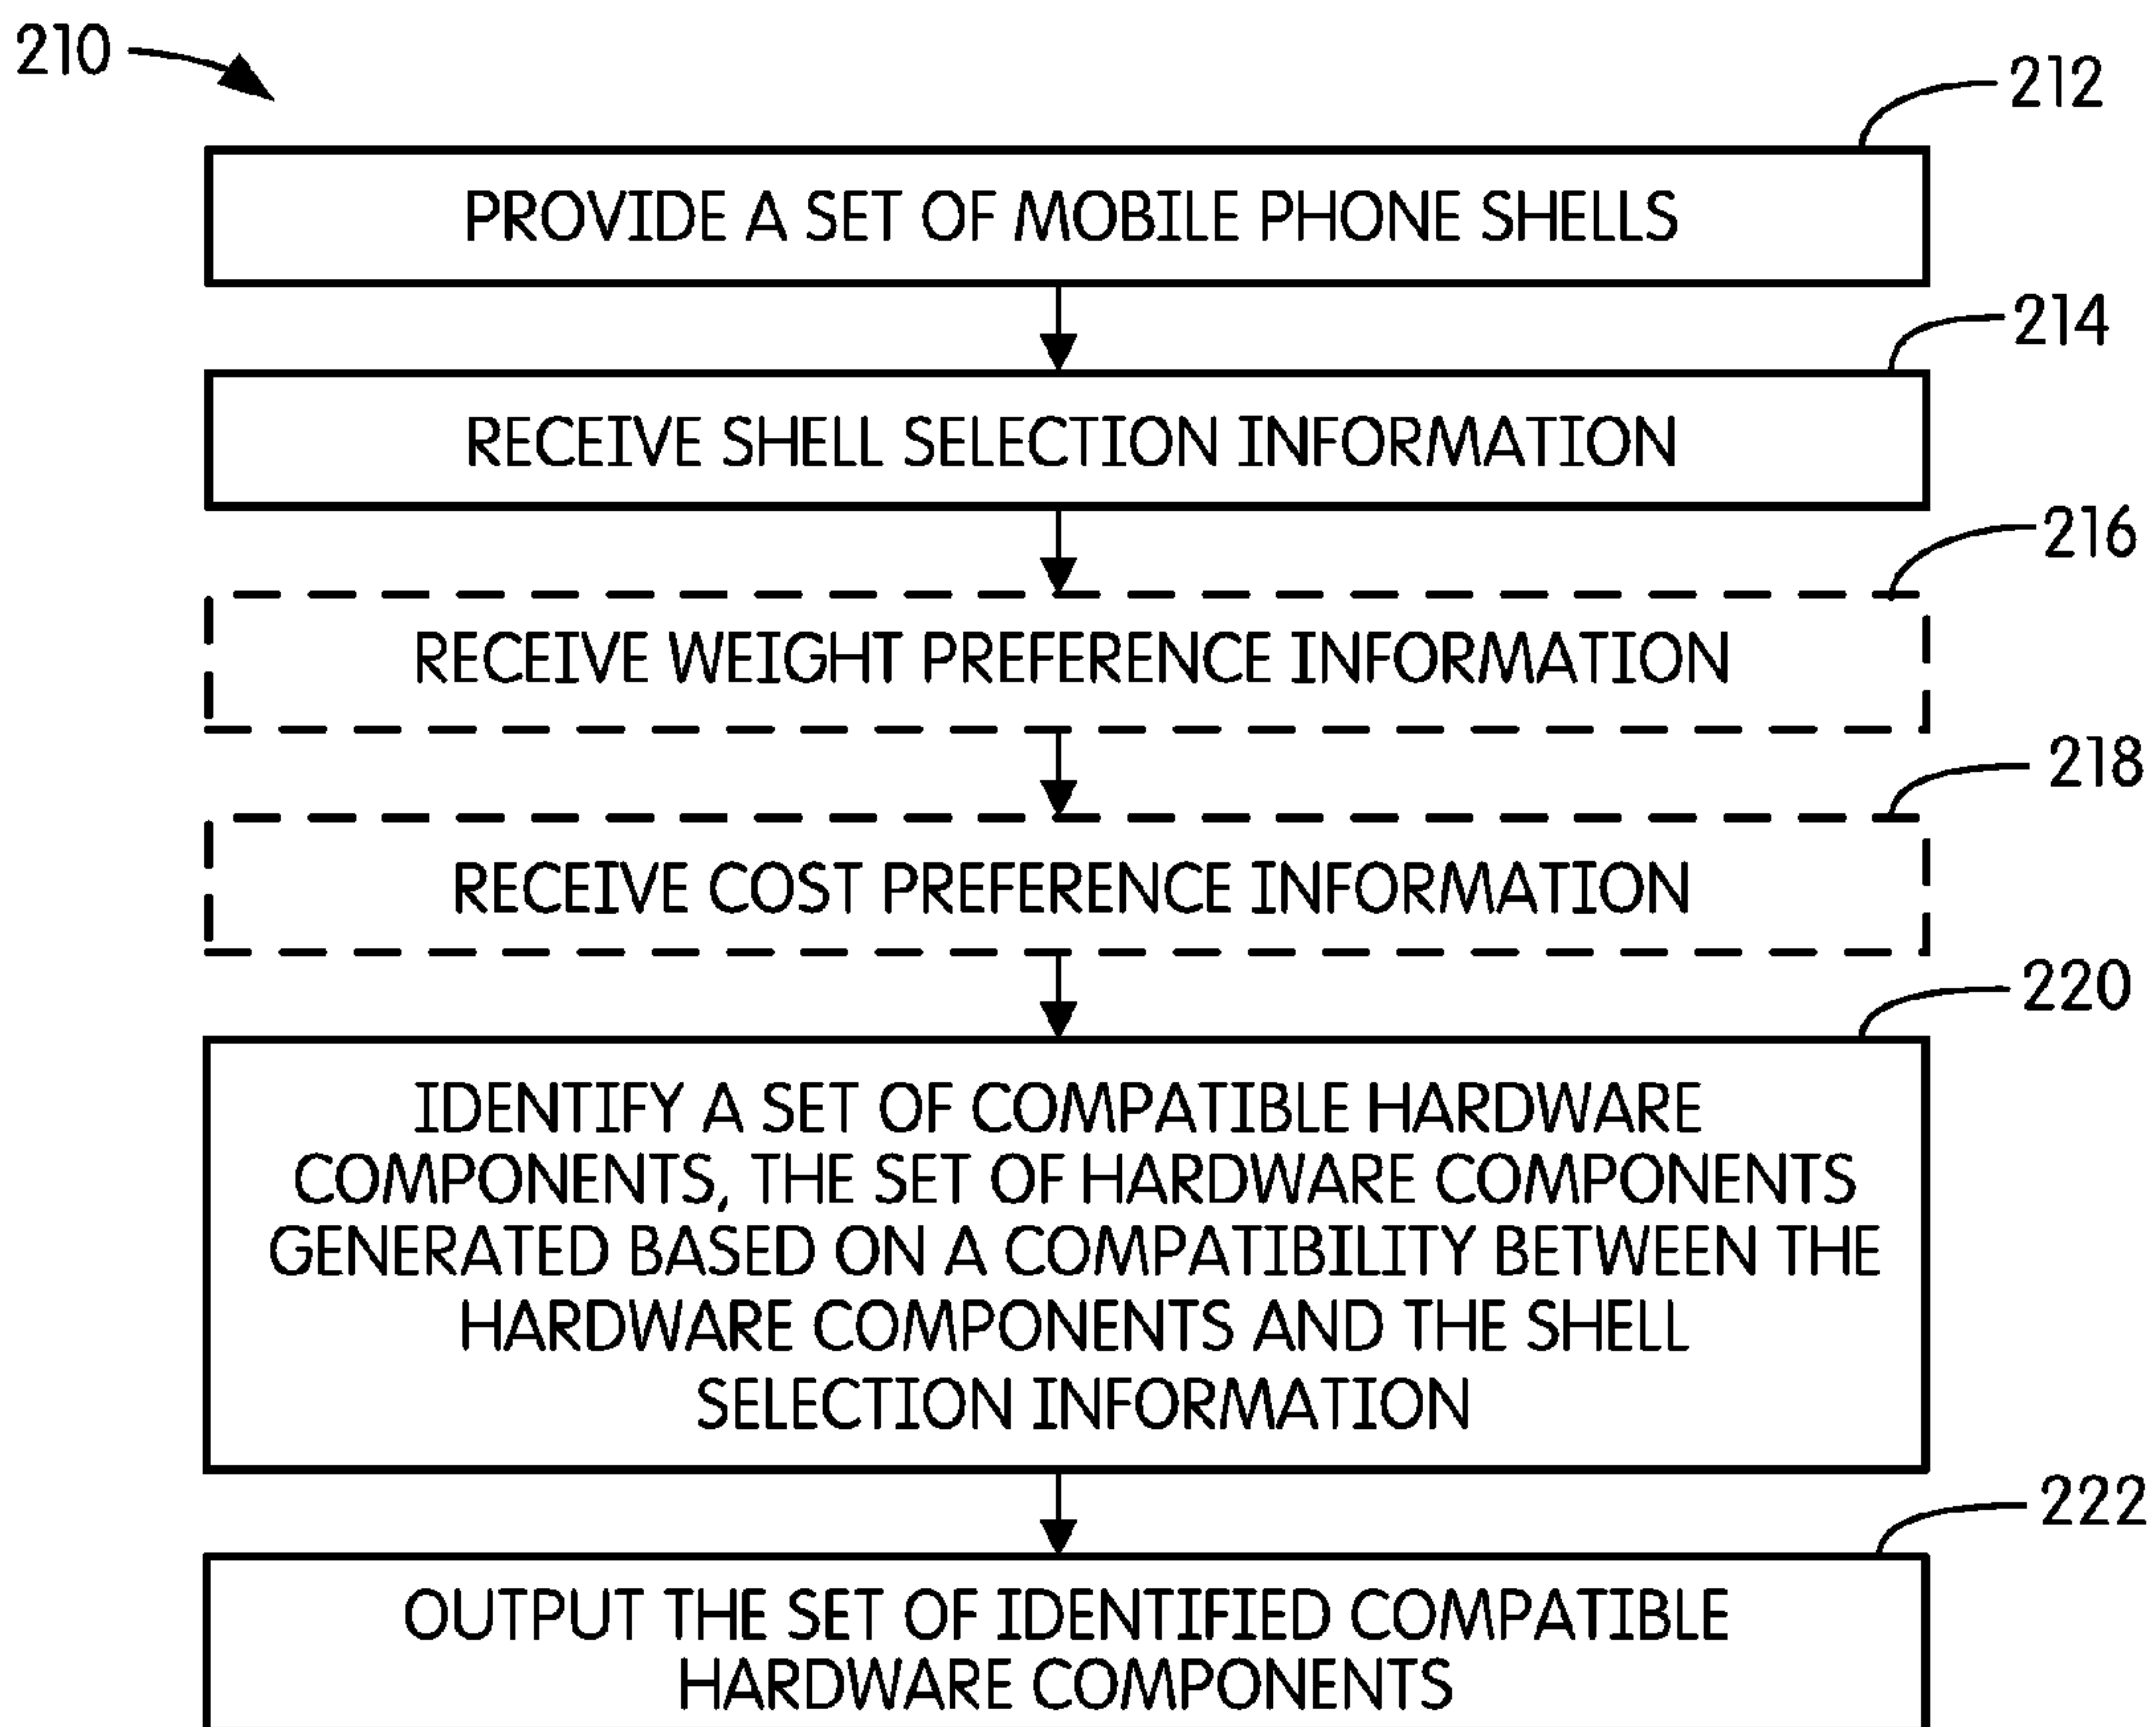 210
212
PROVIDE A SET OF MOBILE PHONE SHELLS
214
RECEIVE SHELL SELECTION INFORMATION
216
RECEIVE WEIGHT PREFERENCE INFORMATION
218
RECEIVE COST PREFERENCE INFORMATION
220
IDENTIFY A SET OF COMPATIBLE HARDWARE
COMPONENTS, THE SET OF HARDWARE COMPONENTS
GENERATED BASED ON A COMPATIBILITY BETWEEN THE
HARDWARE COMPONENTS AND THE SHELL
SELECTION INFORMATION
222
OUTPUT THE SET OF IDENTIFIED COMPATIBLE
HARDWARE COMPONENTS